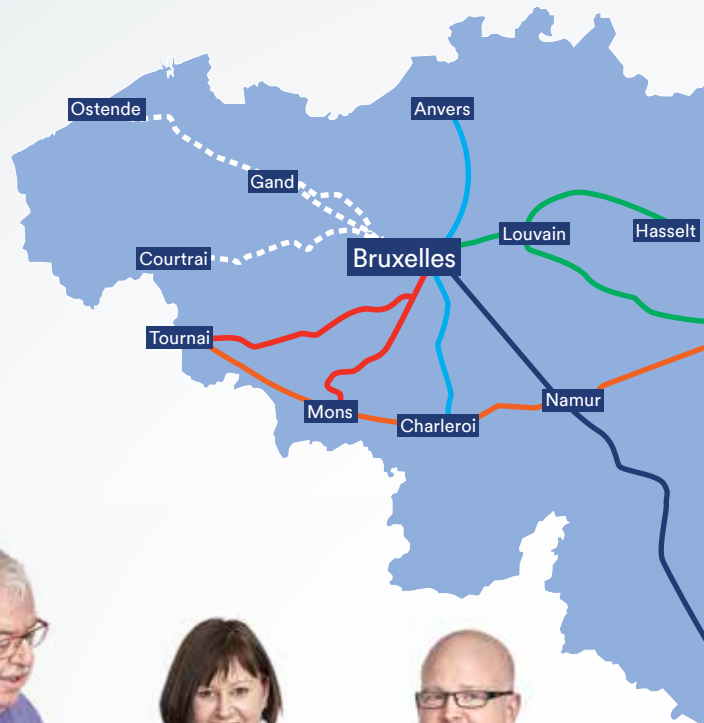 Ostende
Anvers
Gand
Louvain
Hasselt
Courtrai
Bruxelles
Tournai
Mons
Namur
Charleroi